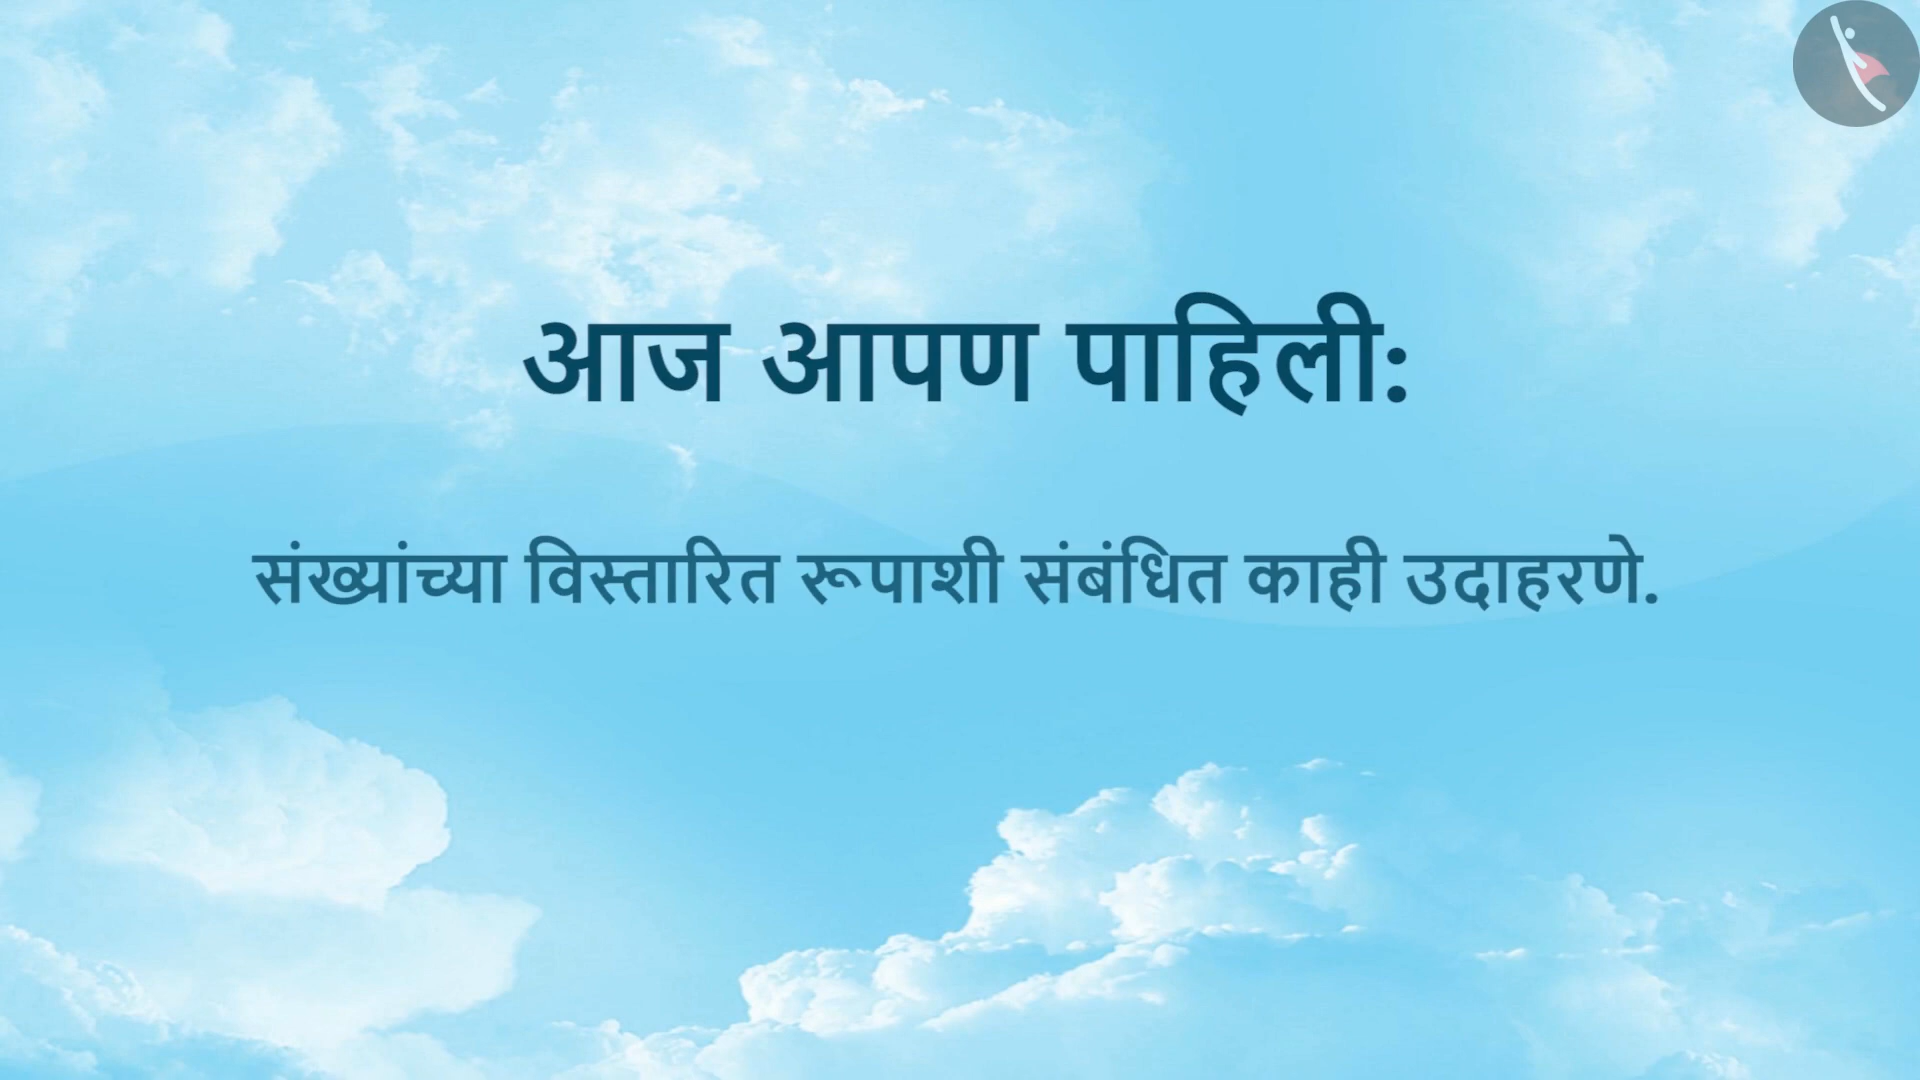 आज आपण पाहिली:
संख्यांच्या विस्तारित रूपाशी संबंधित काही उदाहरणे.